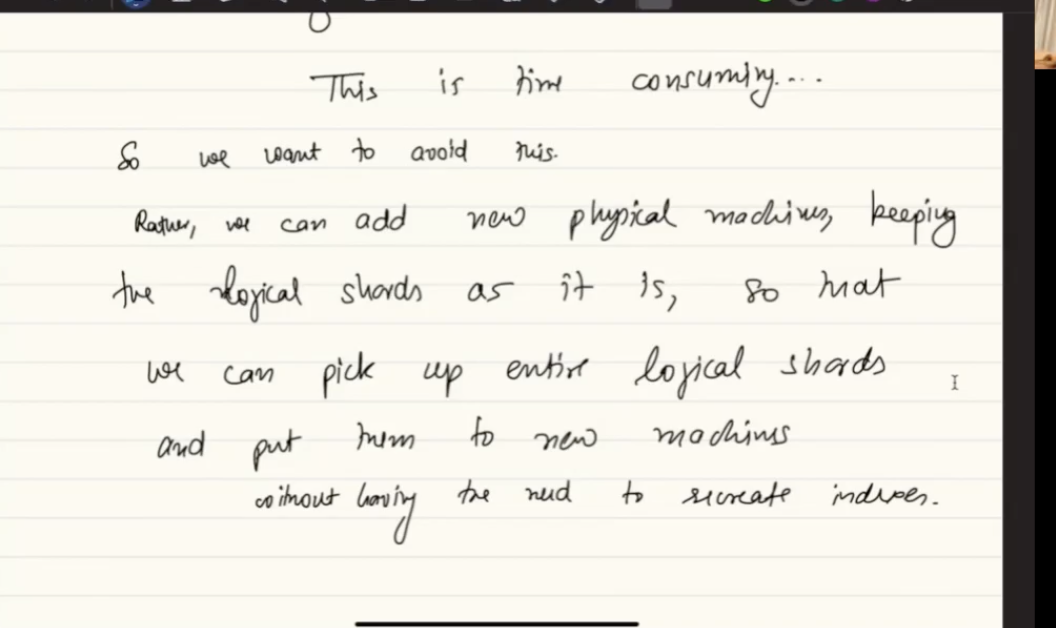 This is time consuming....
So we want to avoid this.
Rather, we can add new physical machines, keeping
the logical shards as it is, so that
we can pick up entire logical shards
and put them to new machines
without having the need to recreate indexes.